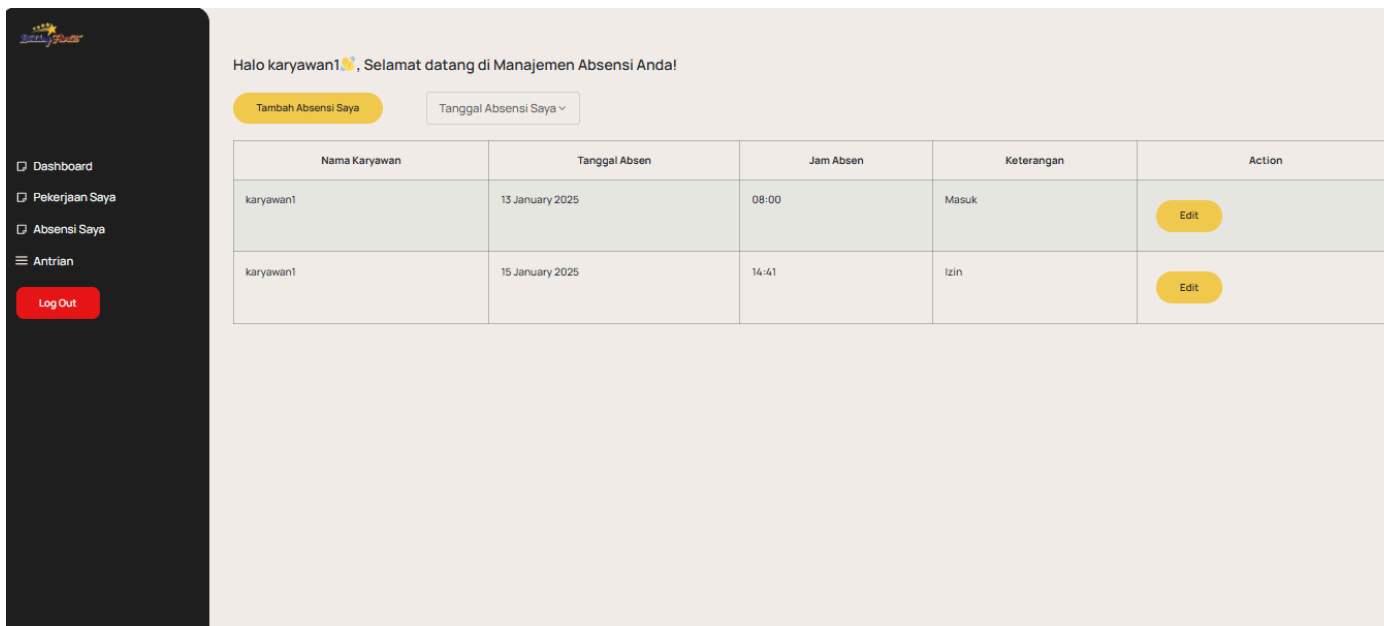 Dashboard
Pekerjaan Saya
Absensi Saya
Antrian
Log Out
Halo karyawan1👋, Selamat datang di Manajemen Absensi Anda!
Tambah Absensi Saya
Tanggal Absensi Saya
Nama Karyawan Tanggal Absen Jam Absen Keterangan Action
karyawan1 13 January 2025 08:00 Masuk Edit
karyawan1 15 January 2025 14:41 Izin Edit